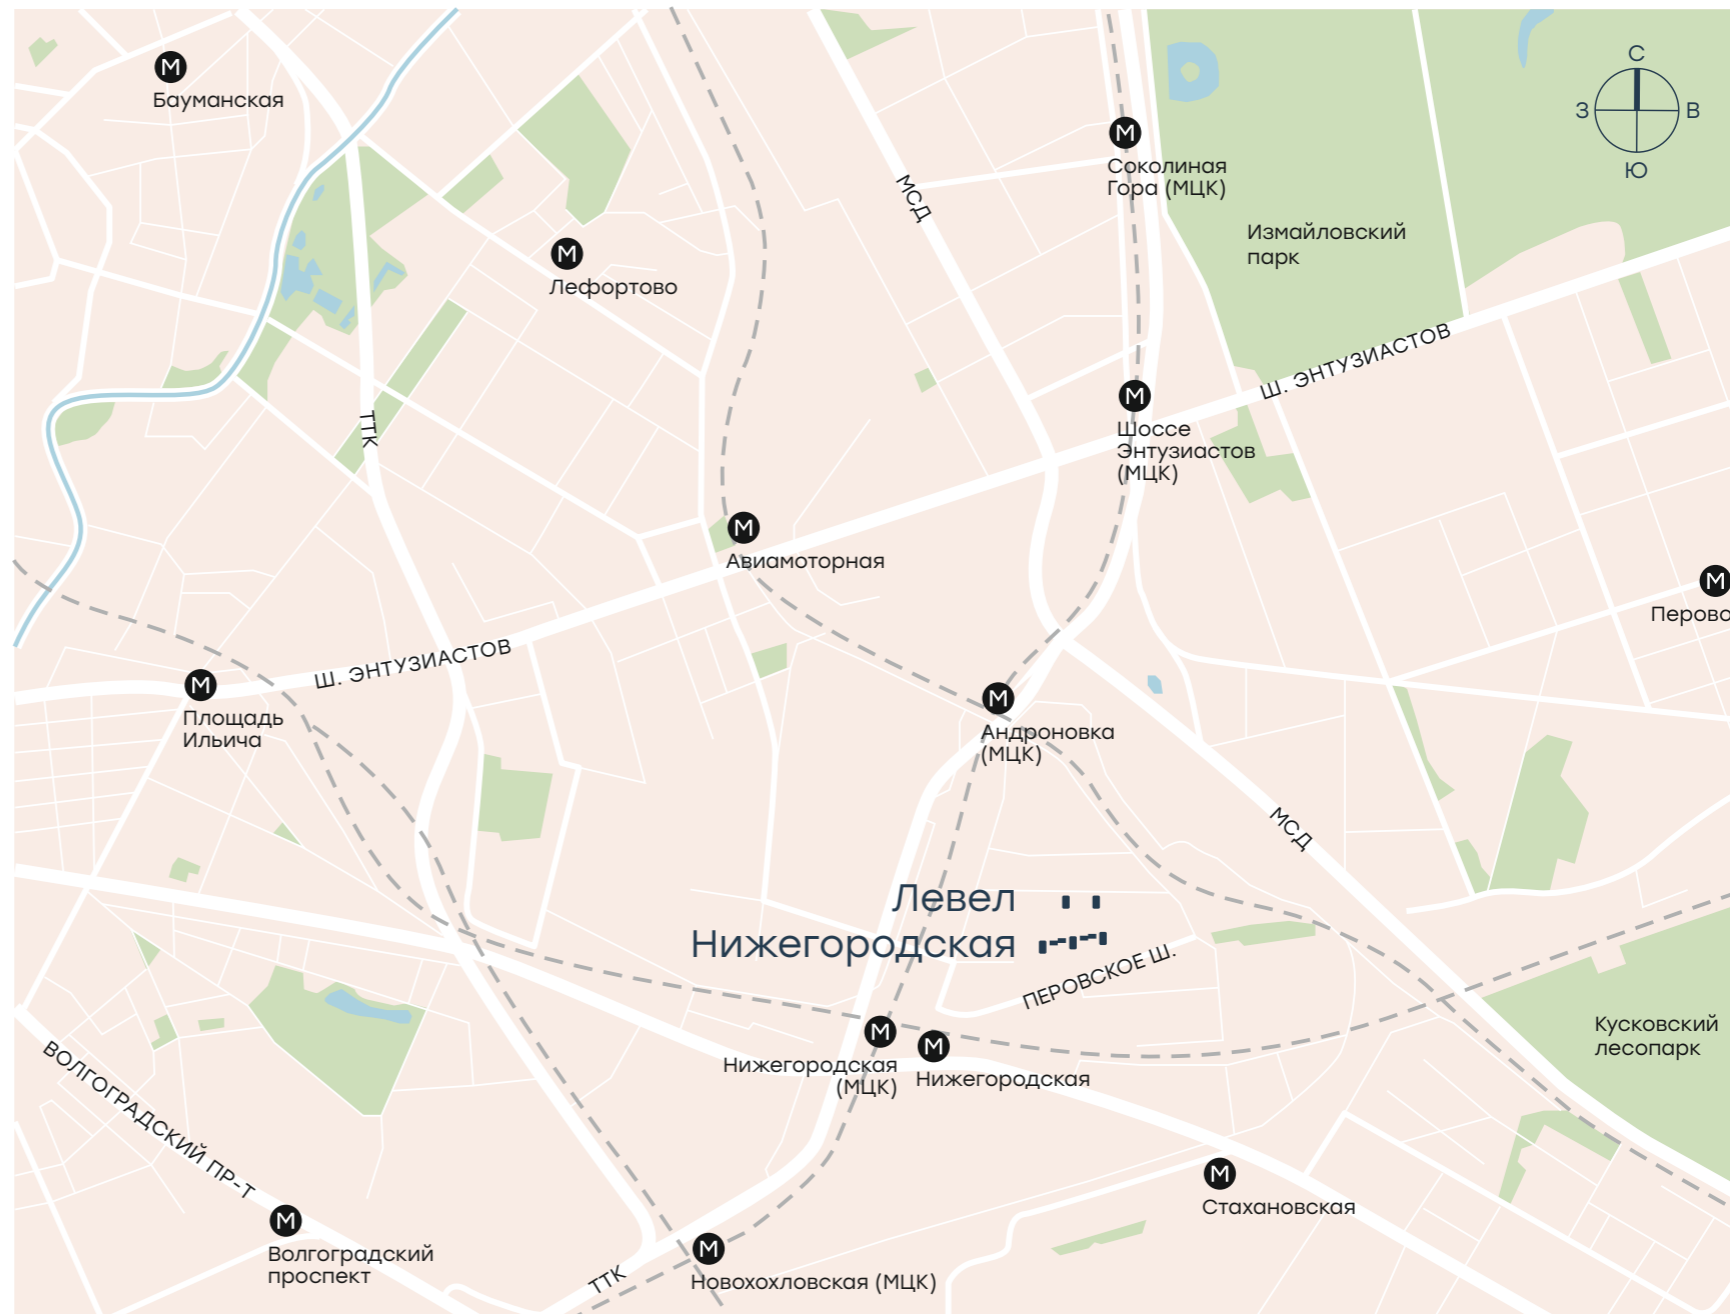 М
Бауманская
С
З
В
Ю
М
Соколиная
Гора (МЦК)
МСД
Измайловский
парк
М
Лефортово
Ш. ЭНТУЗИАСТОВ
М
Шоссе
Энтузиастов
(МЦК)
ТТК
М
Авиамоторная
М
Перово
Ш. ЭНТУЗИАСТОВ
М
Площадь
Ильича
М
Андроновка
(МЦК)
МСД
Левел
Нижегородская
ПЕРОВСКОЕ Ш.
М
Нижегородская
(МЦК)
М
Нижегородская
Кусковский
лесопарк
ВОЛГОГРАДСКИЙ ПР-Т
М
Волгоградский
проспект
М
Стахановская
ТТК
М
Новохохловская (МЦК)